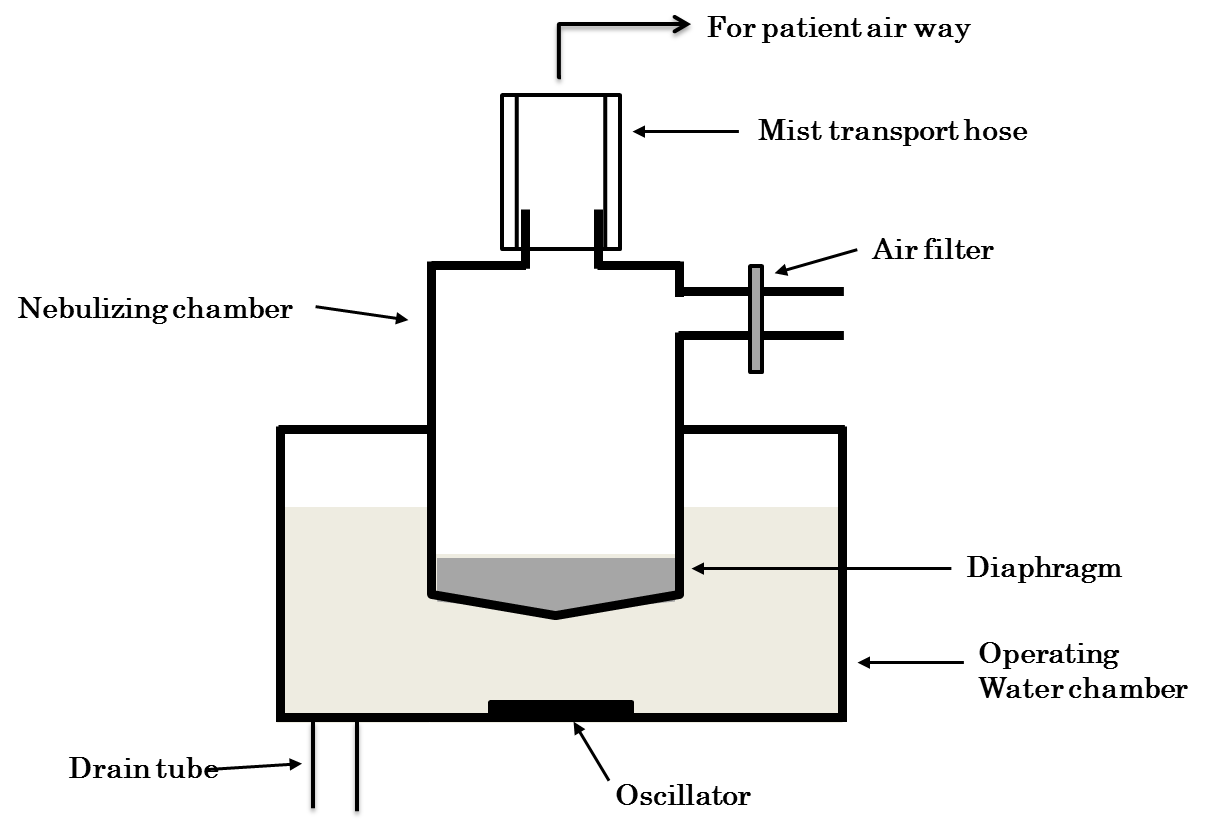 For patient air way
Mist transport hose
Air filter
Nebulizing chamber
Diaphragm
Operating
Water chamber
Drain tube
Oscillator